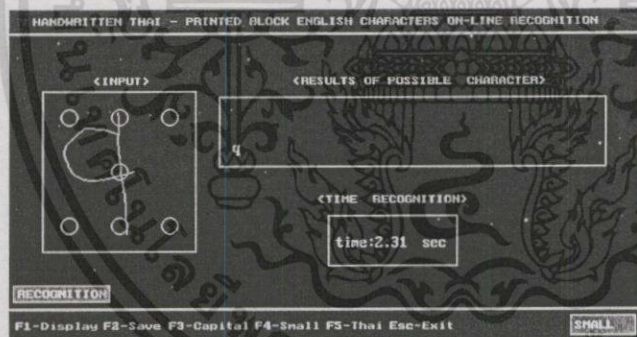 HANDWRITTEN THAI - PRINTED BLOCK ENGLISH CHARACTERS ON-LINE RECOGNITION
<INPUT>
<RESULTS OF POSSIBLE CHARACTER>
q
<TIME RECOGNITION>
time:2.31 sec
RECOGNITION
F1-Display F2-Save F3-Capital F4-Small F5-Thai Esc-Exit
SMALL